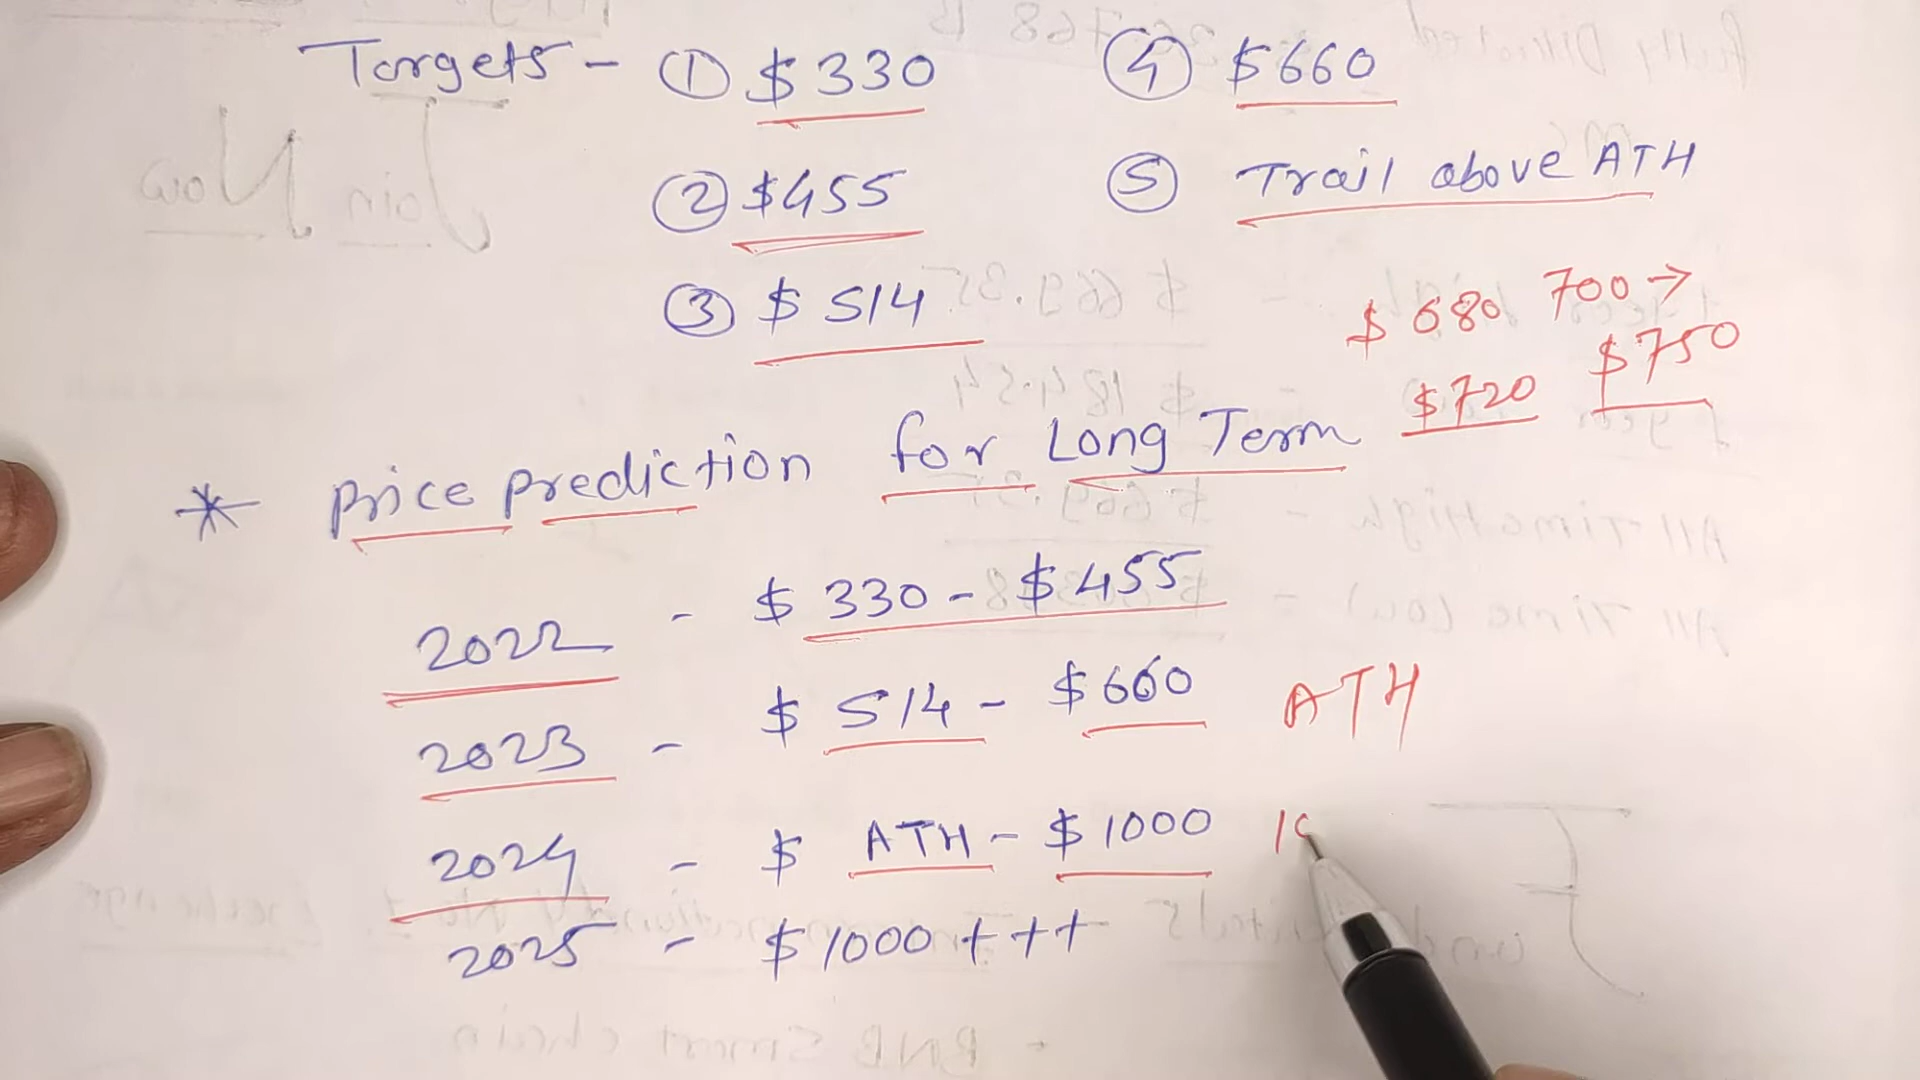 Targets - ① $330 ④ $660
② $455 ⑤ Trail above ATH
③ $514
$680 700 →
$720 $750
* Price prediction for Long Term
2022 - $330 - $455
2023 - $514 - $660 ATH
2024 - $ ATH - $1000
2025 - $1000+++